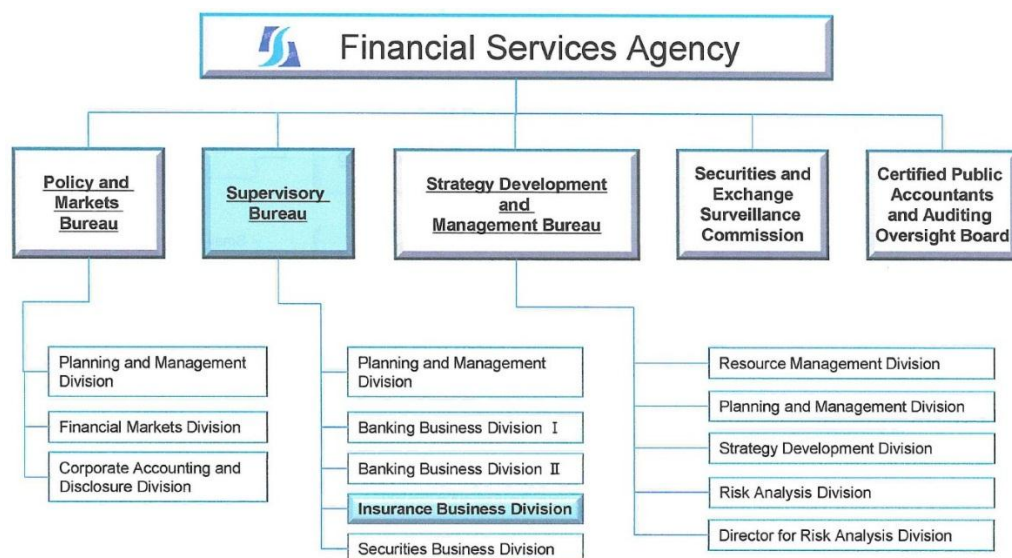 Financial Services Agency
Policy and
Markets
Bureau
Supervisory
Bureau
Strategy Development
and
Management Bureau
Securities and
Exchange
Surveillance
Commission
Certified Public
Accountants
and Auditing
Oversight Board
Planning and Management
Division
Financial Markets Division
Corporate Accounting and
Disclosure Division
Planning and Management
Division
Banking Business Division Ⅰ
Banking Business Division Ⅱ
Insurance Business Division
Securities Business Division
Resource Management Division
Planning and Management Division
Strategy Development Division
Risk Analysis Division
Director for Risk Analysis Division